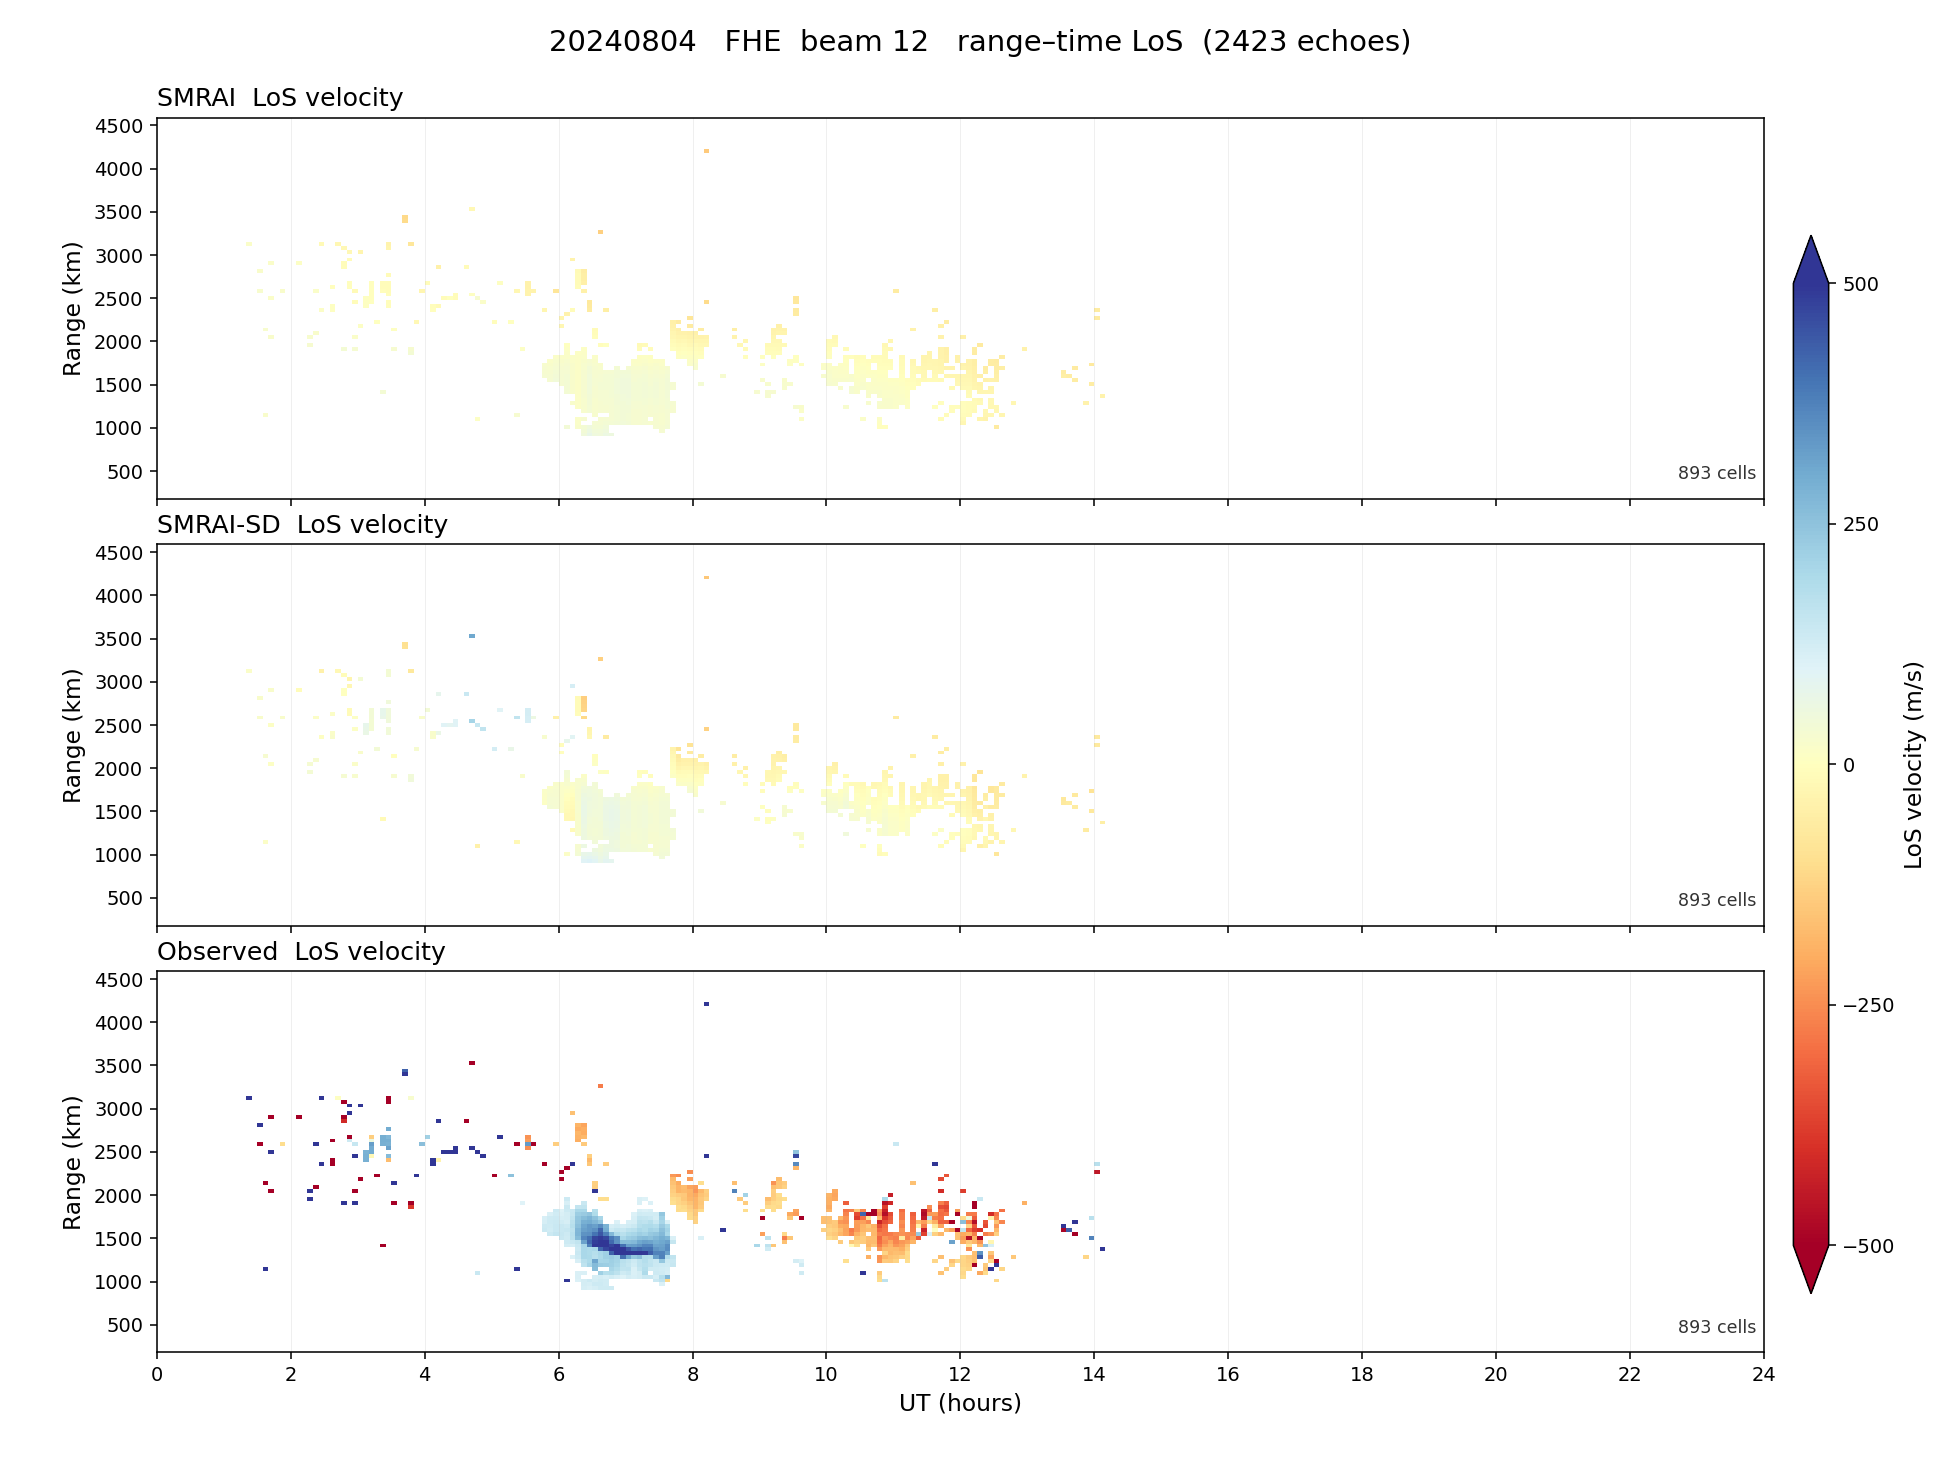 20240804   FHE  beam 12   range–time LoS  (2423 echoes)
SMRAI  LoS velocity
4500
4000
3500
3000
2500
2000
1500
1000
500
Range (km)
893 cells
SMRAI-SD  LoS velocity
4500
4000
3500
3000
2500
2000
1500
1000
500
Range (km)
893 cells
Observed  LoS velocity
4500
4000
3500
3000
2500
2000
1500
1000
500
Range (km)
893 cells
0 2 4 6 8 10 12 14 16 18 20 22 24
UT (hours)
500
250
0
−250
−500
LoS velocity (m/s)